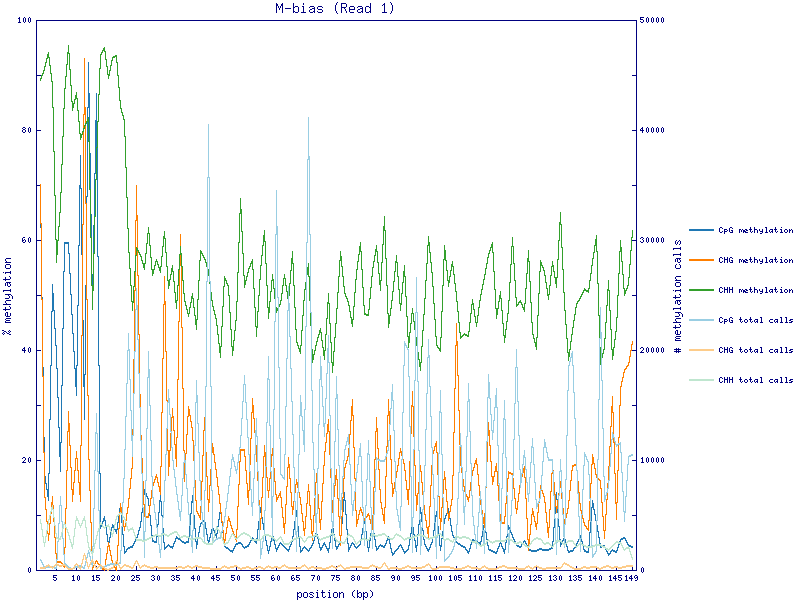 M-bias (Read 1)
100
80
60
40
20
0
% methylation
50000
40000
30000
20000
10000
0
# methylation calls
5 10 15 20 25 30 35 40 45 50 55 60 65 70 75 80 85 90 95 100 105 110 115 120 125 130 135 140 145 149
position (bp)
CpG methylation
CHG methylation
CHH methylation
CpG total calls
CHG total calls
CHH total calls